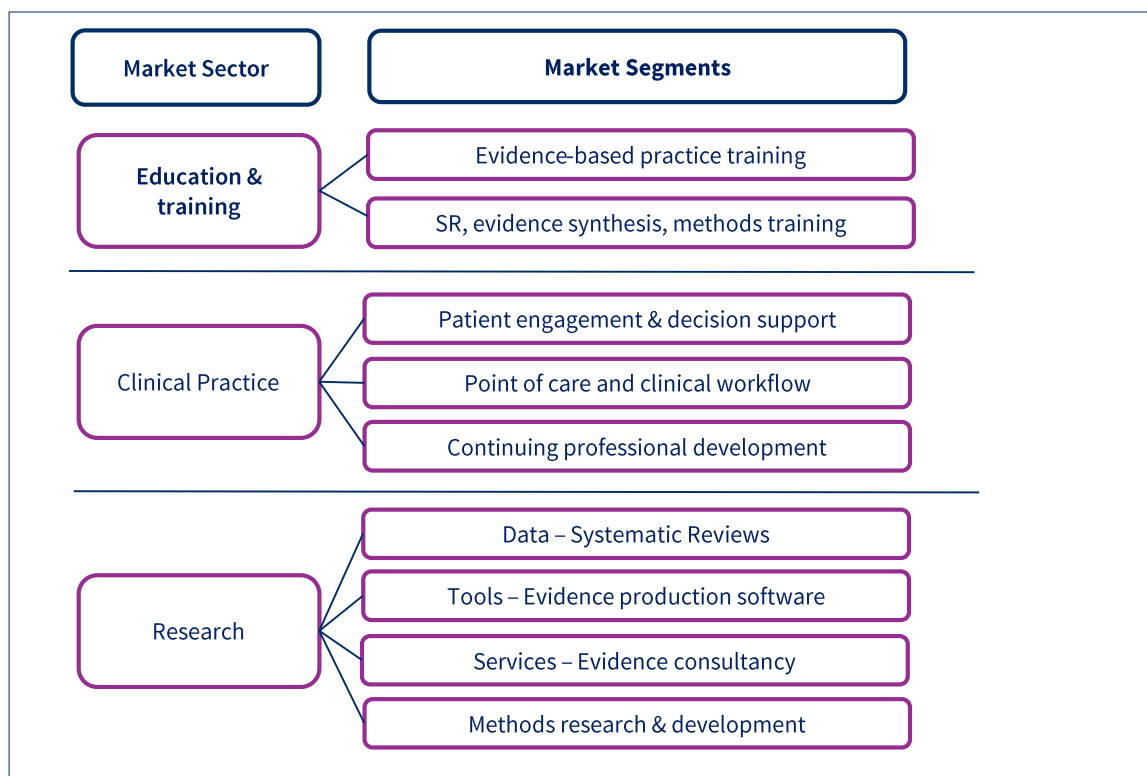 Market Sector
Market Segments
Education &
training
Evidence-based practice training
SR, evidence synthesis, methods training
Clinical Practice
Patient engagement & decision support
Point of care and clinical workflow
Continuing professional development
Research
Data – Systematic Reviews
Tools – Evidence production software
Services – Evidence consultancy
Methods research & development